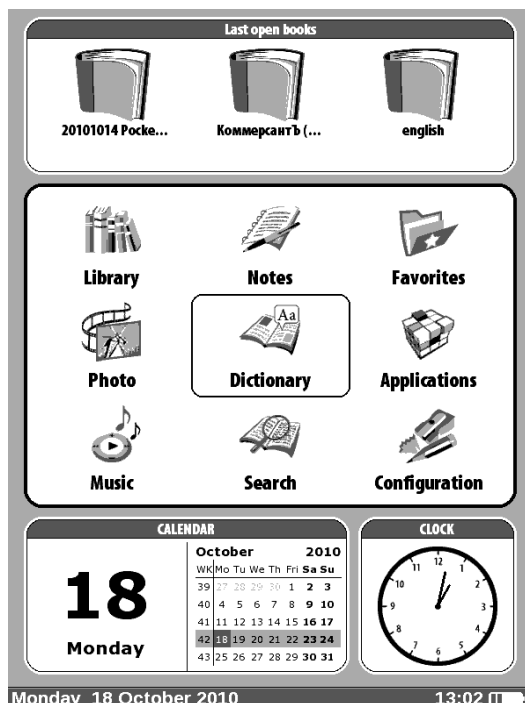 Last open books
20101014 Pocke...
КоммерсантЪ (...
english
Library
Notes
Favorites
Aa
Photo
Dictionary
Applications
Music
Search
Configuration
CALENDAR
18
Monday
October 2010
WK Mo Tu We Th Fri Sa Su
39 27 28 29 30 1 2 3
40 4 5 6 7 8 9 10
41 11 12 13 14 15 16 17
42 18 19 20 21 22 23 24
43 25 26 27 28 29 30 31
CLOCK
12
1
2
3
4
5
6
7
8
9
10
11
Monday 18 October 2010 13:02